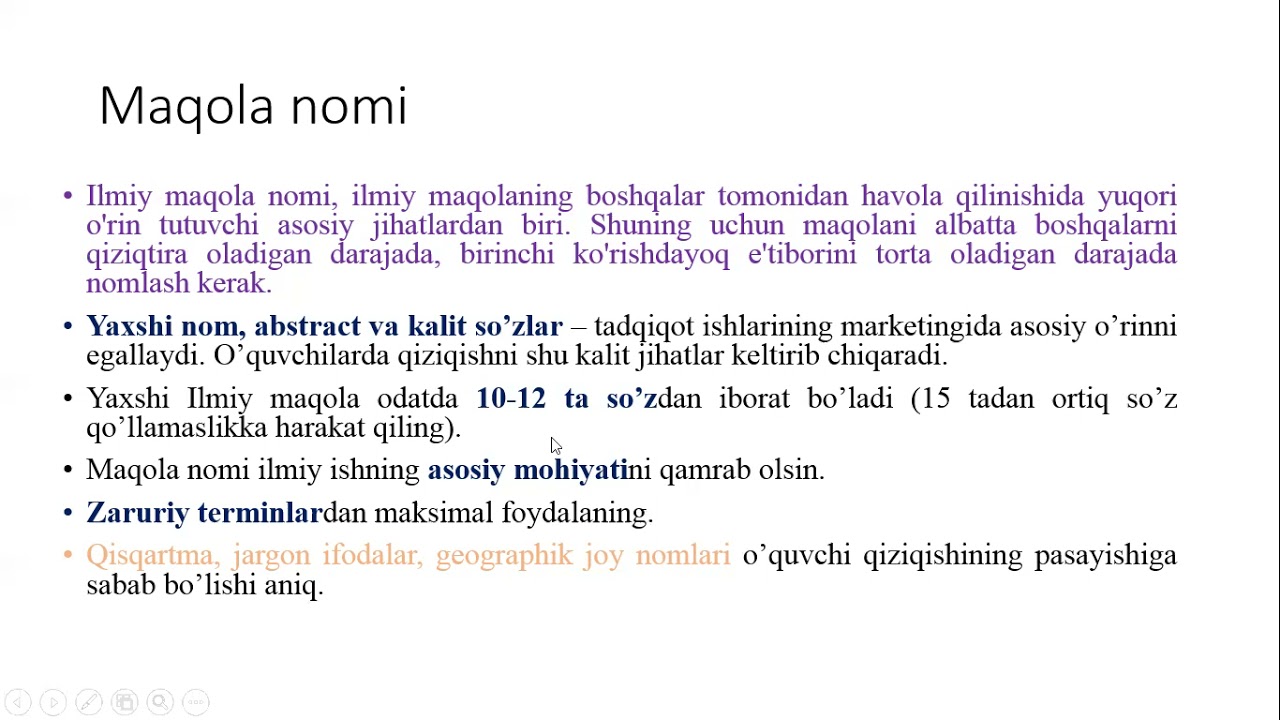 Maqola nomi
• Ilmiy maqola nomi, ilmiy maqolaning boshqalar tomonidan havola qilinishida yuqori
o'rin tutuvchi asosiy jihatlardan biri. Shuning uchun maqolani albatta boshqalarni
qiziqtira oladigan darajada, birinchi ko'rishdayoq e'tiborini torta oladigan darajada
nomlash kerak.
• Yaxshi nom, abstract va kalit so’zlar – tadqiqot ishlarining marketingida asosiy o’rinni
egallaydi. O’quvchilarda qiziqishni shu kalit jihatlar keltirib chiqaradi.
• Yaxshi Ilmiy maqola odatda 10-12 ta so’zdan iborat bo’ladi (15 tadan ortiq so’z
qo’llamaslikka harakat qiling).
• Maqola nomi ilmiy ishning asosiy mohiyatini qamrab olsin.
• Zaruriy terminlardan maksimal foydalaning.
• Qisqartma, jargon ifodalar, geographik joy nomlari o’quvchi qiziqishining pasayishiga
sabab bo’lishi aniq.